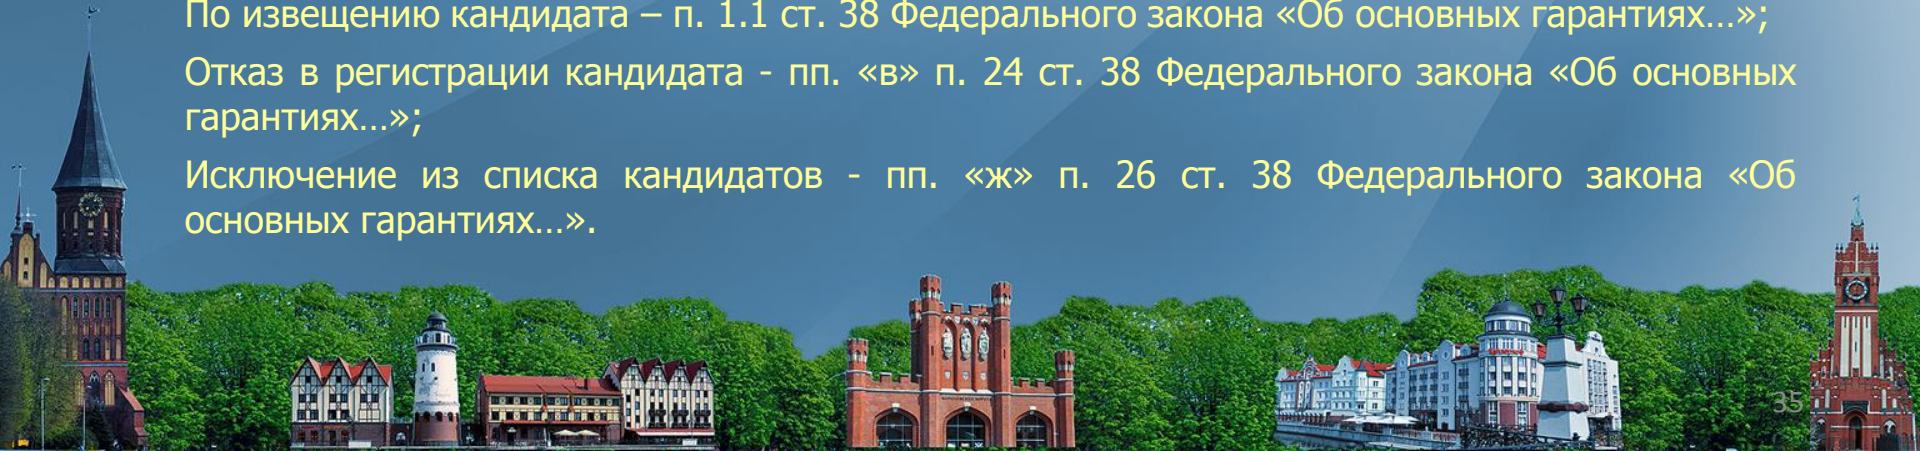 По извещению кандидата – п. 1.1 ст. 38 Федерального закона «Об основных гарантиях…»;
Отказ в регистрации кандидата - пп. «в» п. 24 ст. 38 Федерального закона «Об основных
гарантиях…»;
Исключение из списка кандидатов - пп. «ж» п. 26 ст. 38 Федерального закона «Об
основных гарантиях…».
35